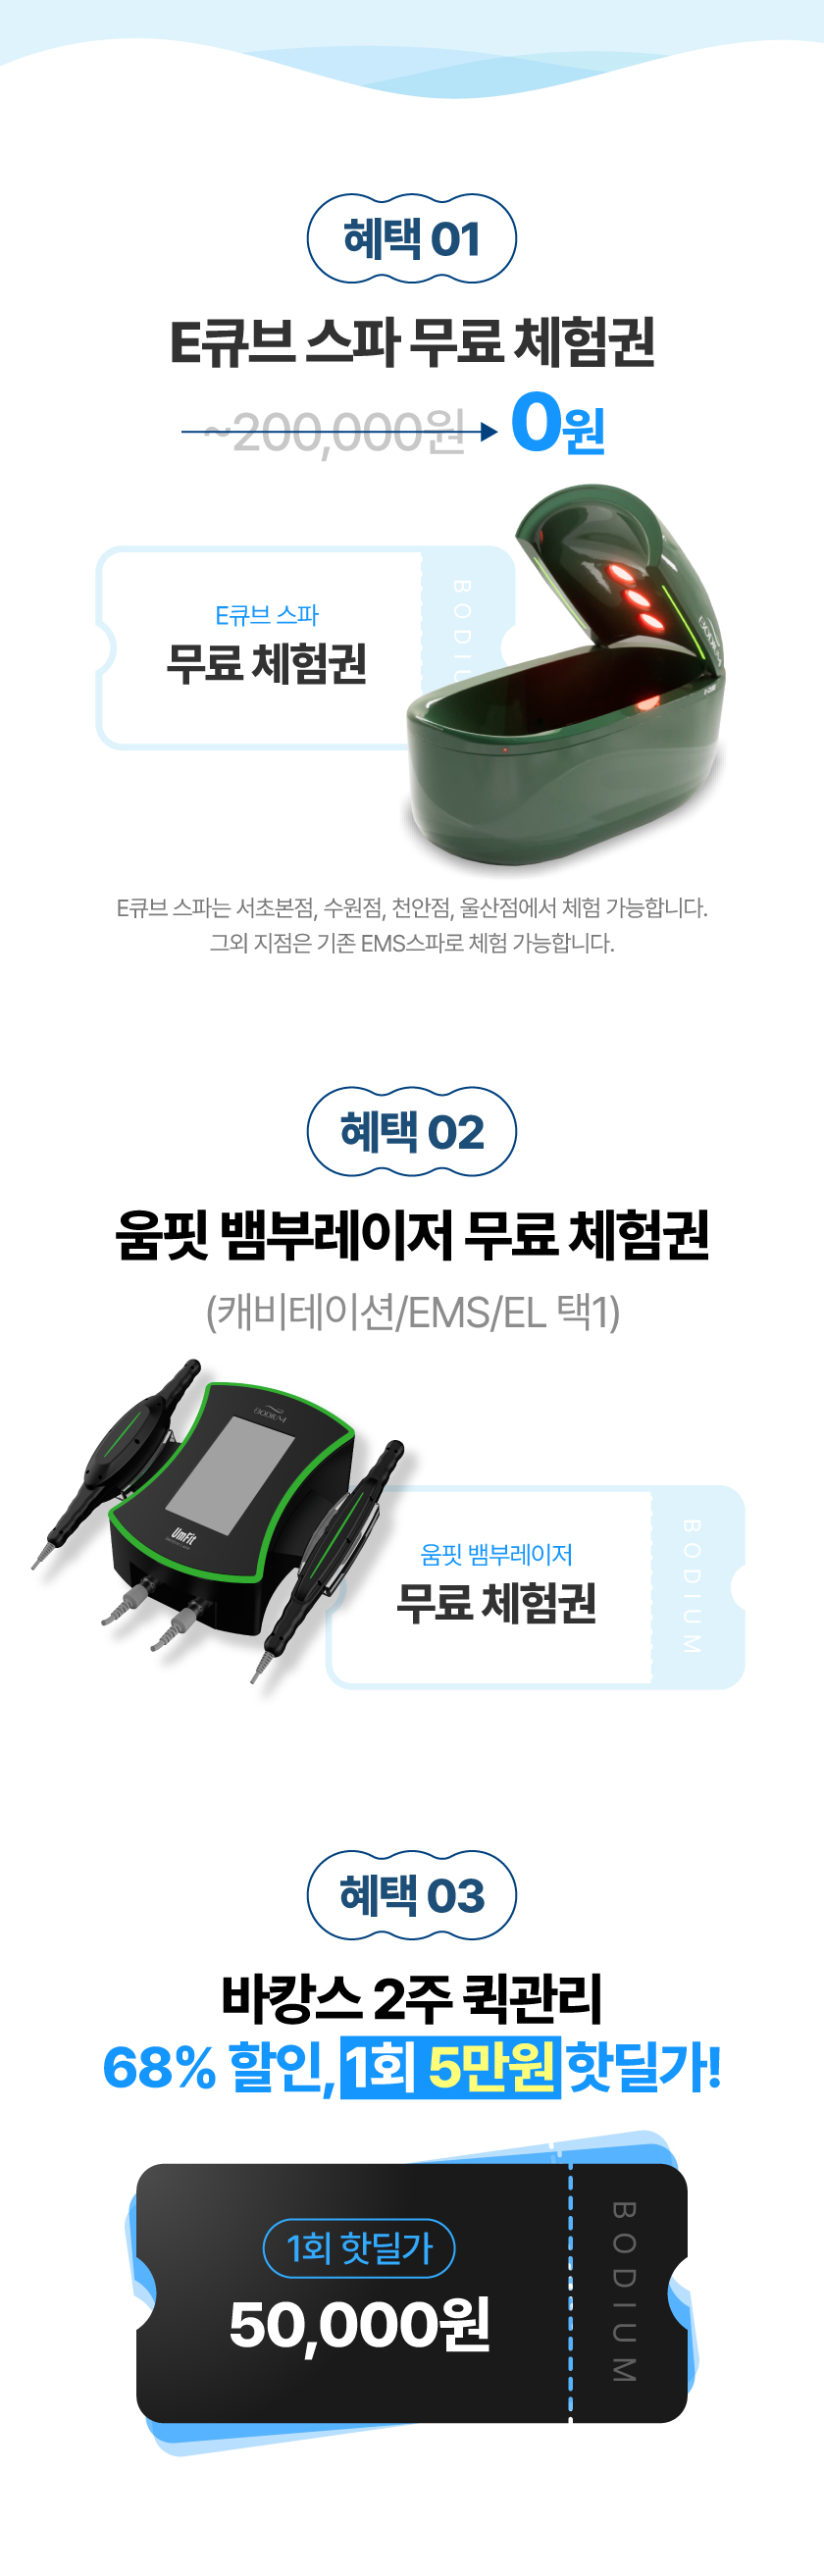 혜택 01
E큐브 스파 무료 체험권
~200,000원 0원
E큐브 스파
무료 체험권
BODIU
BODIUM
E큐브 스파는 서초본점, 수원점, 천안점, 울산점에서 체험 가능합니다.
그외 지점은 기존 EMS스파로 체험 가능합니다.
혜택 02
움핏 뱀부레이저 무료 체험권
(캐비테이션/EMS/EL 택1)
BODIUM
UmFit
움핏 뱀부레이저
무료 체험권
BODIUM
혜택 03
바캉스 2주 퀵관리
68% 할인, 1회 5만원 핫딜가!
1회 핫딜가
50,000원
BODIUM